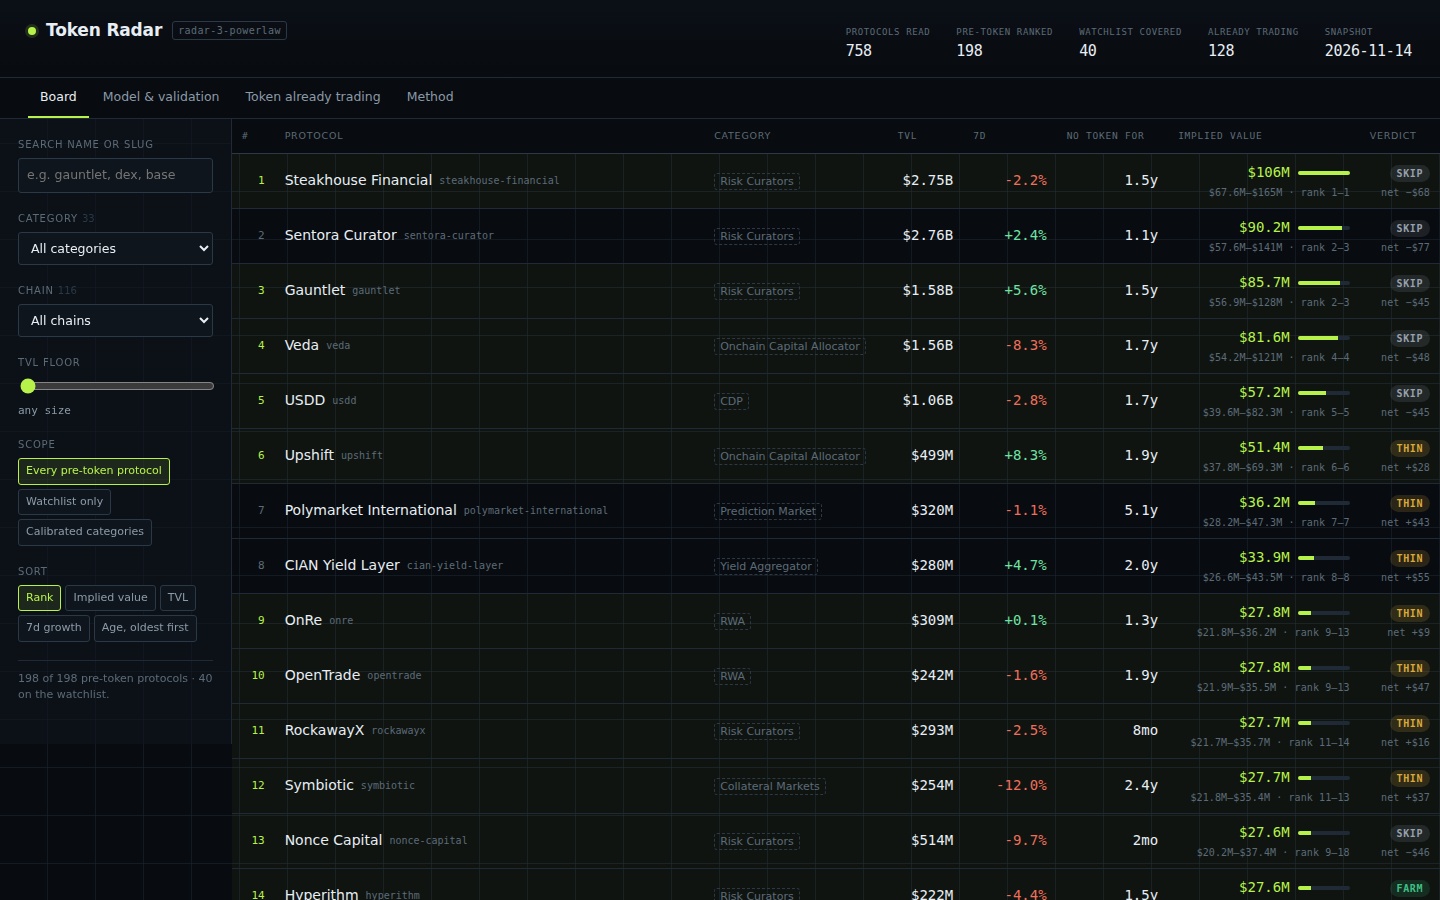 Token Radar radar-3-powerlaw
PROTOCOLS READ PRE-TOKEN RANKED WATCHLIST COVERED ALREADY TRADING SNAPSHOT
758 198 40 128 2026-11-14
Board Model & validation Token already trading Method
SEARCH NAME OR SLUG
e.g. gauntlet, dex, base
CATEGORY 33
All categories
CHAIN 116
All chains
TVL FLOOR
any size
SCOPE
Every pre-token protocol
Watchlist only
Calibrated categories
SORT
Rank Implied value TVL
7d growth Age, oldest first
198 of 198 pre-token protocols · 40
on the watchlist.
# PROTOCOL CATEGORY TVL 7D NO TOKEN FOR IMPLIED VALUE VERDICT
1 Steakhouse Financial steakhouse-financial Risk Curators $2.75B -2.2% 1.5y $106M SKIP
$67.6M–$165M · rank 1–1 net −$68
2 Sentora Curator sentora-curator Risk Curators $2.76B +2.4% 1.1y $90.2M SKIP
$57.6M–$141M · rank 2–3 net −$77
3 Gauntlet gauntlet Risk Curators $1.58B +5.6% 1.5y $85.7M SKIP
$56.9M–$128M · rank 2–3 net −$45
4 Veda veda Onchain Capital Allocator $1.56B -8.3% 1.7y $81.6M SKIP
$54.2M–$121M · rank 4–4 net −$48
5 USDD usdd CDP $1.06B -2.8% 1.7y $57.2M SKIP
$39.6M–$82.3M · rank 5–5 net −$45
6 Upshift upshift Onchain Capital Allocator $499M +8.3% 1.9y $51.4M THIN
$37.8M–$69.3M · rank 6–6 net +$28
7 Polymarket International polymarket-international Prediction Market $320M -1.1% 5.1y $36.2M THIN
$28.2M–$47.3M · rank 7–7 net +$43
8 CIAN Yield Layer cian-yield-layer Yield Aggregator $280M +4.7% 2.0y $33.9M THIN
$26.6M–$43.5M · rank 8–8 net +$55
9 OnRe onre RWA $309M +0.1% 1.3y $27.8M THIN
$21.8M–$36.2M · rank 9–13 net +$9
10 OpenTrade opentrade RWA $242M -1.6% 1.9y $27.8M THIN
$21.9M–$35.5M · rank 9–13 net +$47
11 RockawayX rockawayx Risk Curators $293M -2.5% 8mo $27.7M THIN
$21.7M–$35.7M · rank 11–14 net +$16
12 Symbiotic symbiotic Collateral Markets $254M -12.0% 2.4y $27.7M THIN
$21.8M–$35.4M · rank 11–13 net +$37
13 Nonce Capital nonce-capital Risk Curators $514M -9.7% 2mo $27.6M SKIP
$20.2M–$37.4M · rank 9–18 net −$46
14 Hyperithm hyperithm Risk Curators $222M -4.4% 1.5y $27.6M FARM